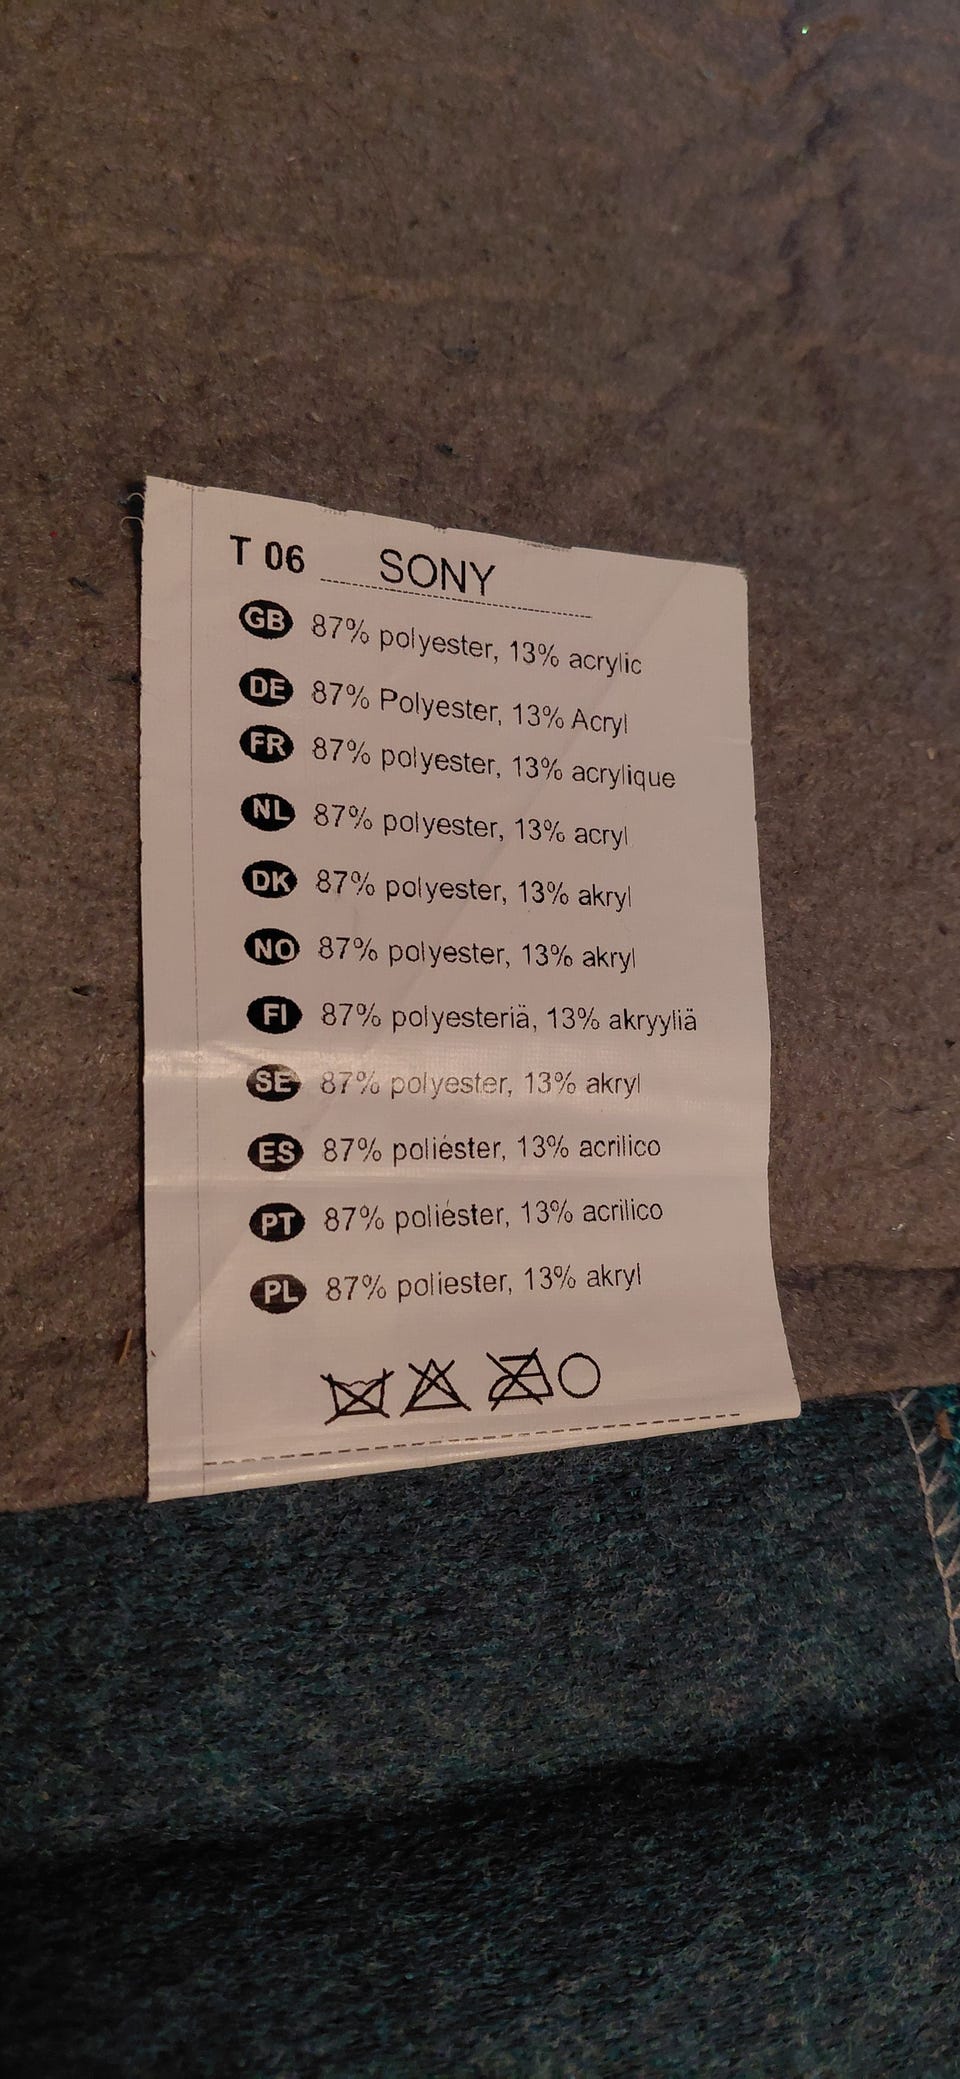 T 06 SONY
GB 87% polyester, 13% acrylic
DE 87% Polyester, 13% Acryl
FR 87% polyester, 13% acrylique
NL 87% polyester, 13% acryl
DK 87% polyester, 13% akryl
NO 87% polyester, 13% akryl
FI 87% polyesteriä, 13% akryyliä
SE 87% polyester, 13% akryl
ES 87% poliéster, 13% acrilico
PT 87% poliéster, 13% acrilico
PL 87% poliester, 13% akryl